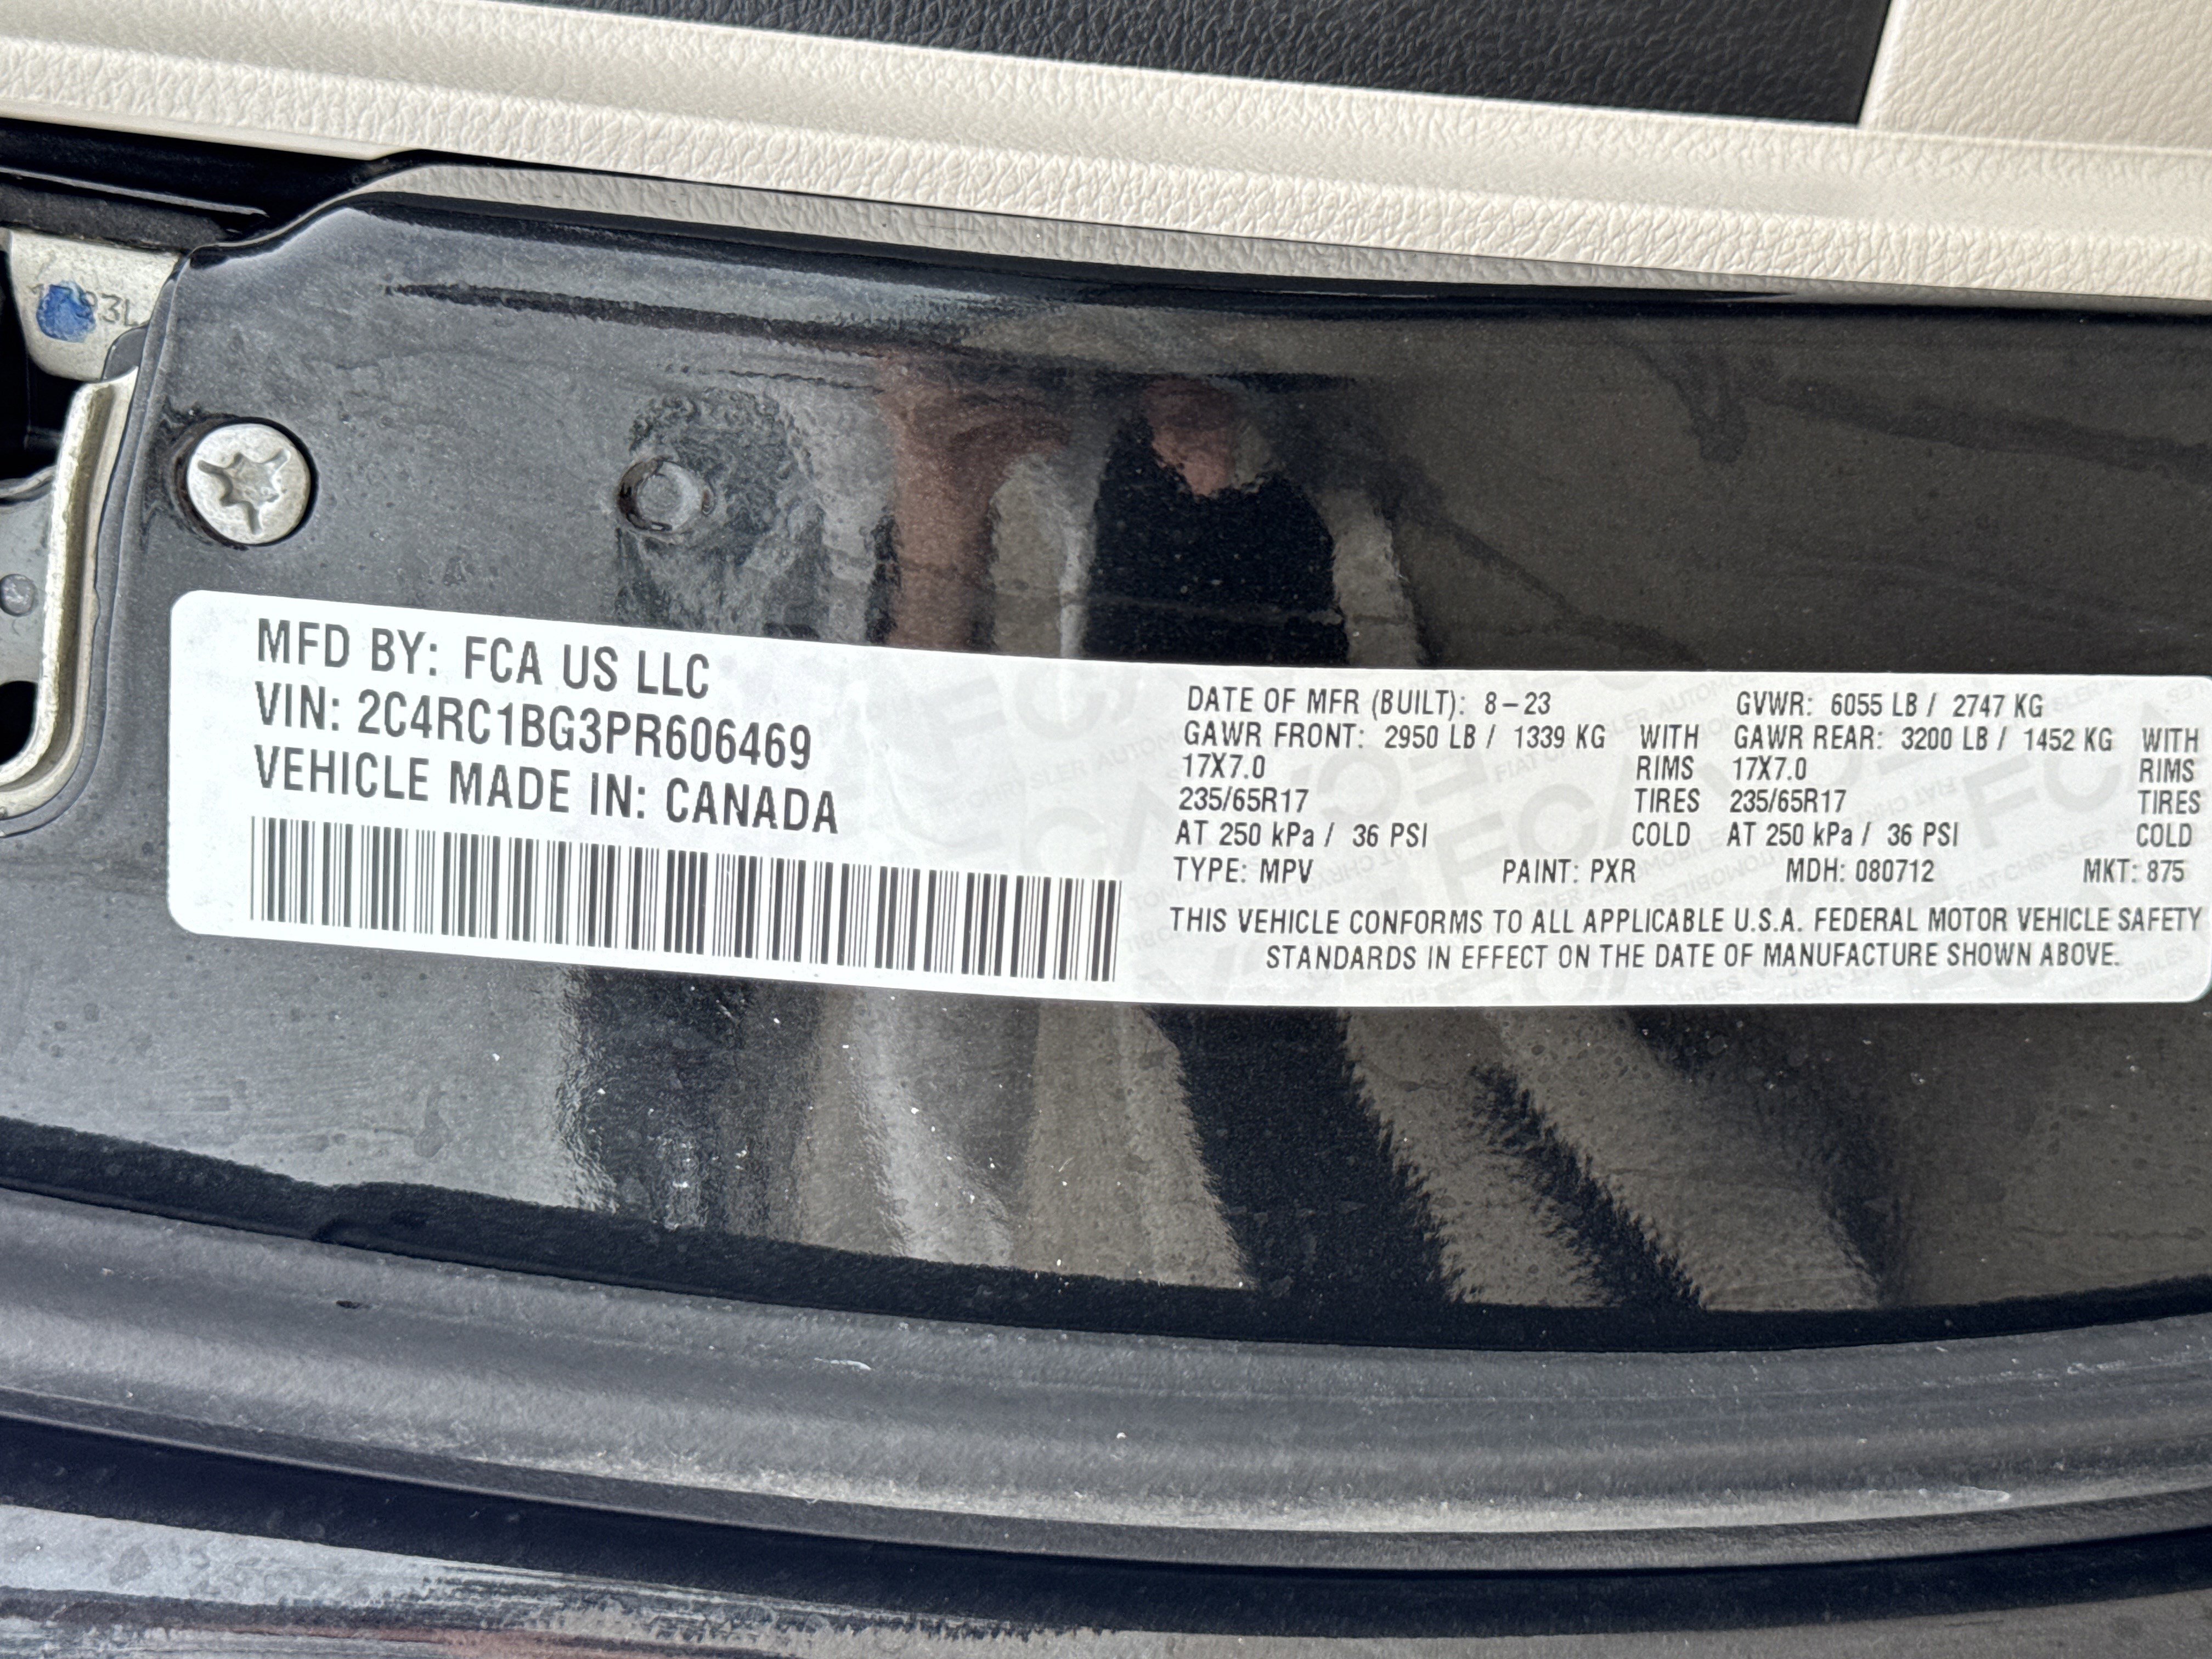 MFD BY: FCA US LLC
VIN: 2C4RC1BG3PR606469
VEHICLE MADE IN: CANADA
DATE OF MFR (BUILT): 8-23 GVWR: 6055 LB / 2747 KG
GAWR FRONT: 2950 LB / 1339 KG WITH GAWR REAR: 3200 LB / 1452 KG WITH
17X7.0 RIMS 17X7.0 RIMS
235/65R17 TIRES 235/65R17 TIRES
AT 250 kPa / 36 PSI COLD AT 250 kPa / 36 PSI COLD
TYPE: MPV PAINT: PXR MDH: 080712 MKT: 875
THIS VEHICLE CONFORMS TO ALL APPLICABLE U.S.A. FEDERAL MOTOR VEHICLE SAFETY
STANDARDS IN EFFECT ON THE DATE OF MANUFACTURE SHOWN ABOVE.